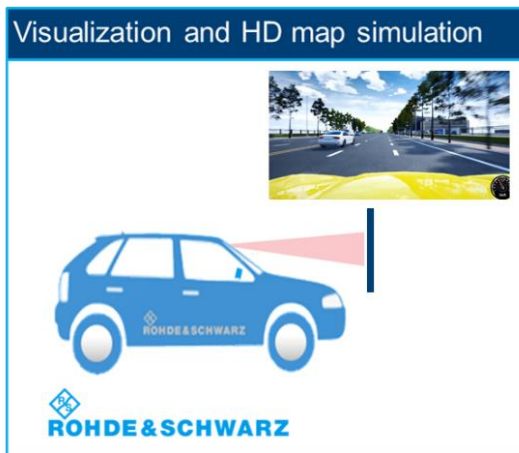 Visualization and HD map simulation
ROHDE&SCHWARZ
R
S
ROHDE&SCHWARZ